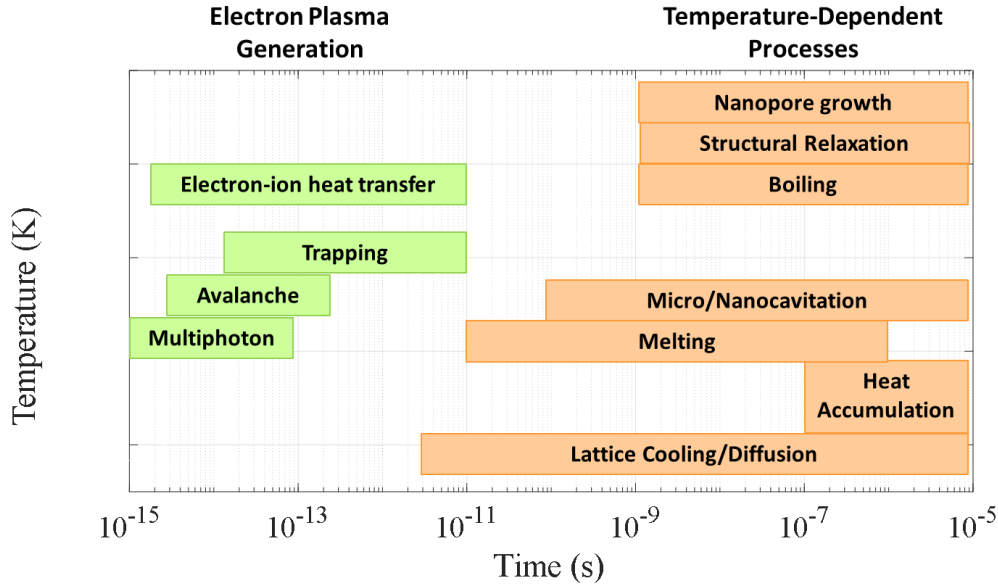 Electron Plasma
Generation
Temperature-Dependent
Processes
Nanopore growth
Structural Relaxation
Electron-ion heat transfer
Boiling
Trapping
Avalanche
Micro/Nanocavitation
Multiphoton
Melting
Heat
Accumulation
Lattice Cooling/Diffusion
Temperature (K)
10⁻¹⁵
10⁻¹³
10⁻¹¹
10⁻⁹
10⁻⁷
10⁻⁵
Time (s)